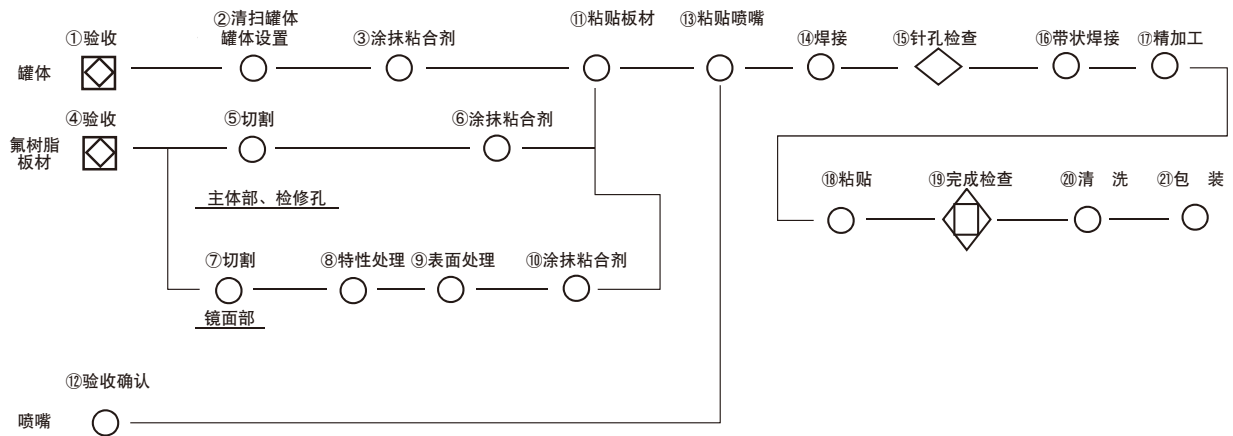 ①验收
②清扫罐体
罐体设置
③涂抹粘合剂
⑪粘贴板材
⑬粘贴喷嘴
⑭焊接
⑮针孔检查
⑯带状焊接
⑰精加工
罐体
④验收
⑤切割
⑥涂抹粘合剂
氟树脂
板材
主体部、检修孔
⑱粘贴
⑲完成检查
⑳清 洗
㉑包 装
⑦切割
⑧特性处理
⑨表面处理
⑩涂抹粘合剂
镜面部
⑫验收确认
喷嘴